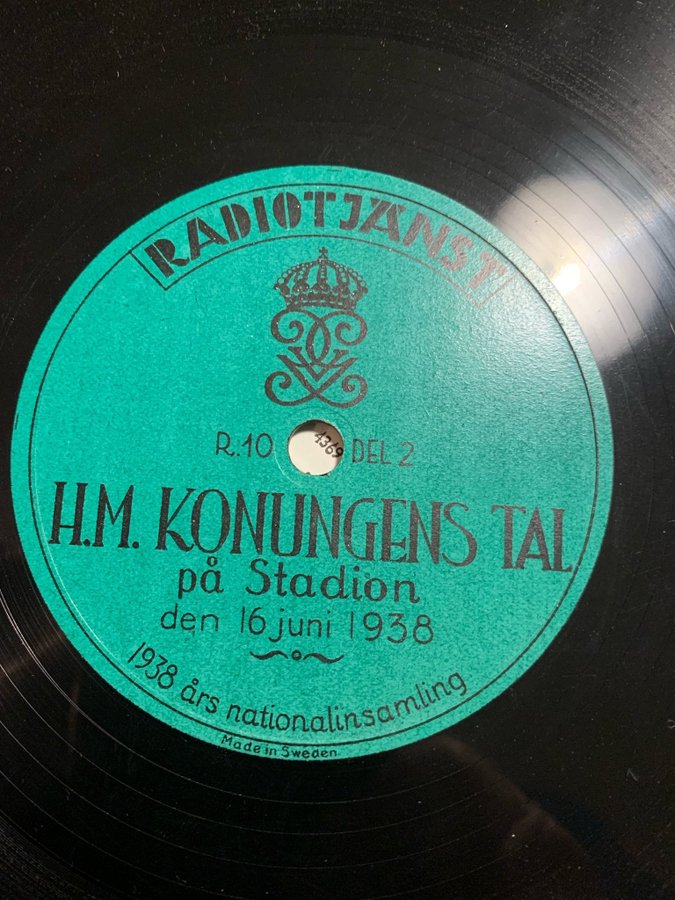 RADIOTJÄNST
R.10 4369 DEL 2
H.M. KONUNGENS TAL
på Stadion
den 16 juni 1938
1938 års nationalinsamling
Made in Sweden